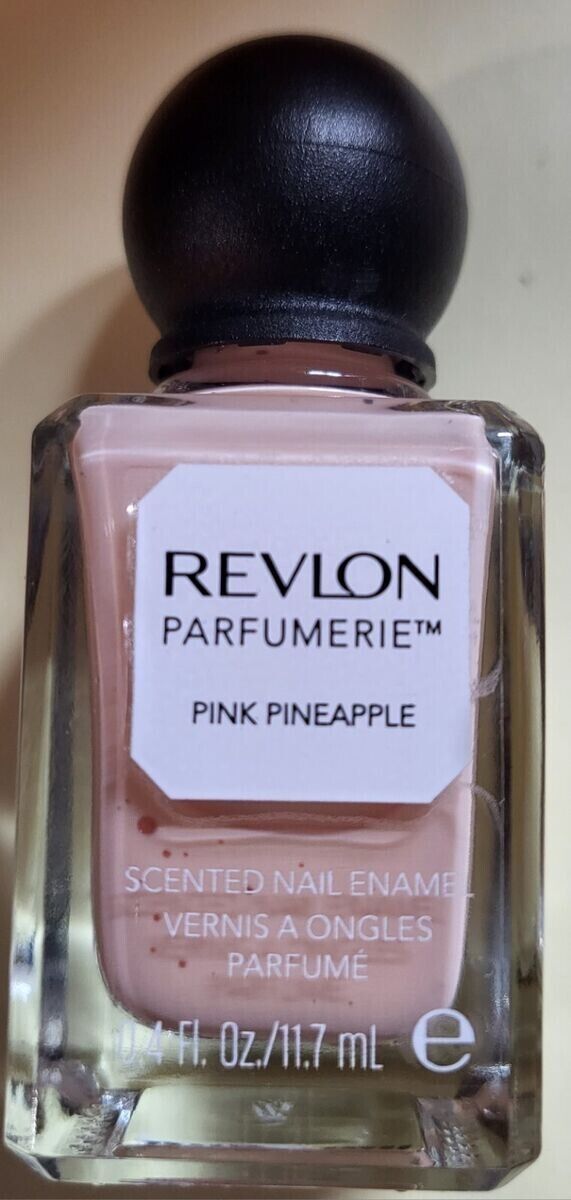 REVLON
PARFUMERIE™
PINK PINEAPPLE
SCENTED NAIL ENAMEL
VERNIS A ONGLES
PARFUMÉ
0.4 Fl. Oz./11.7 mL ℮